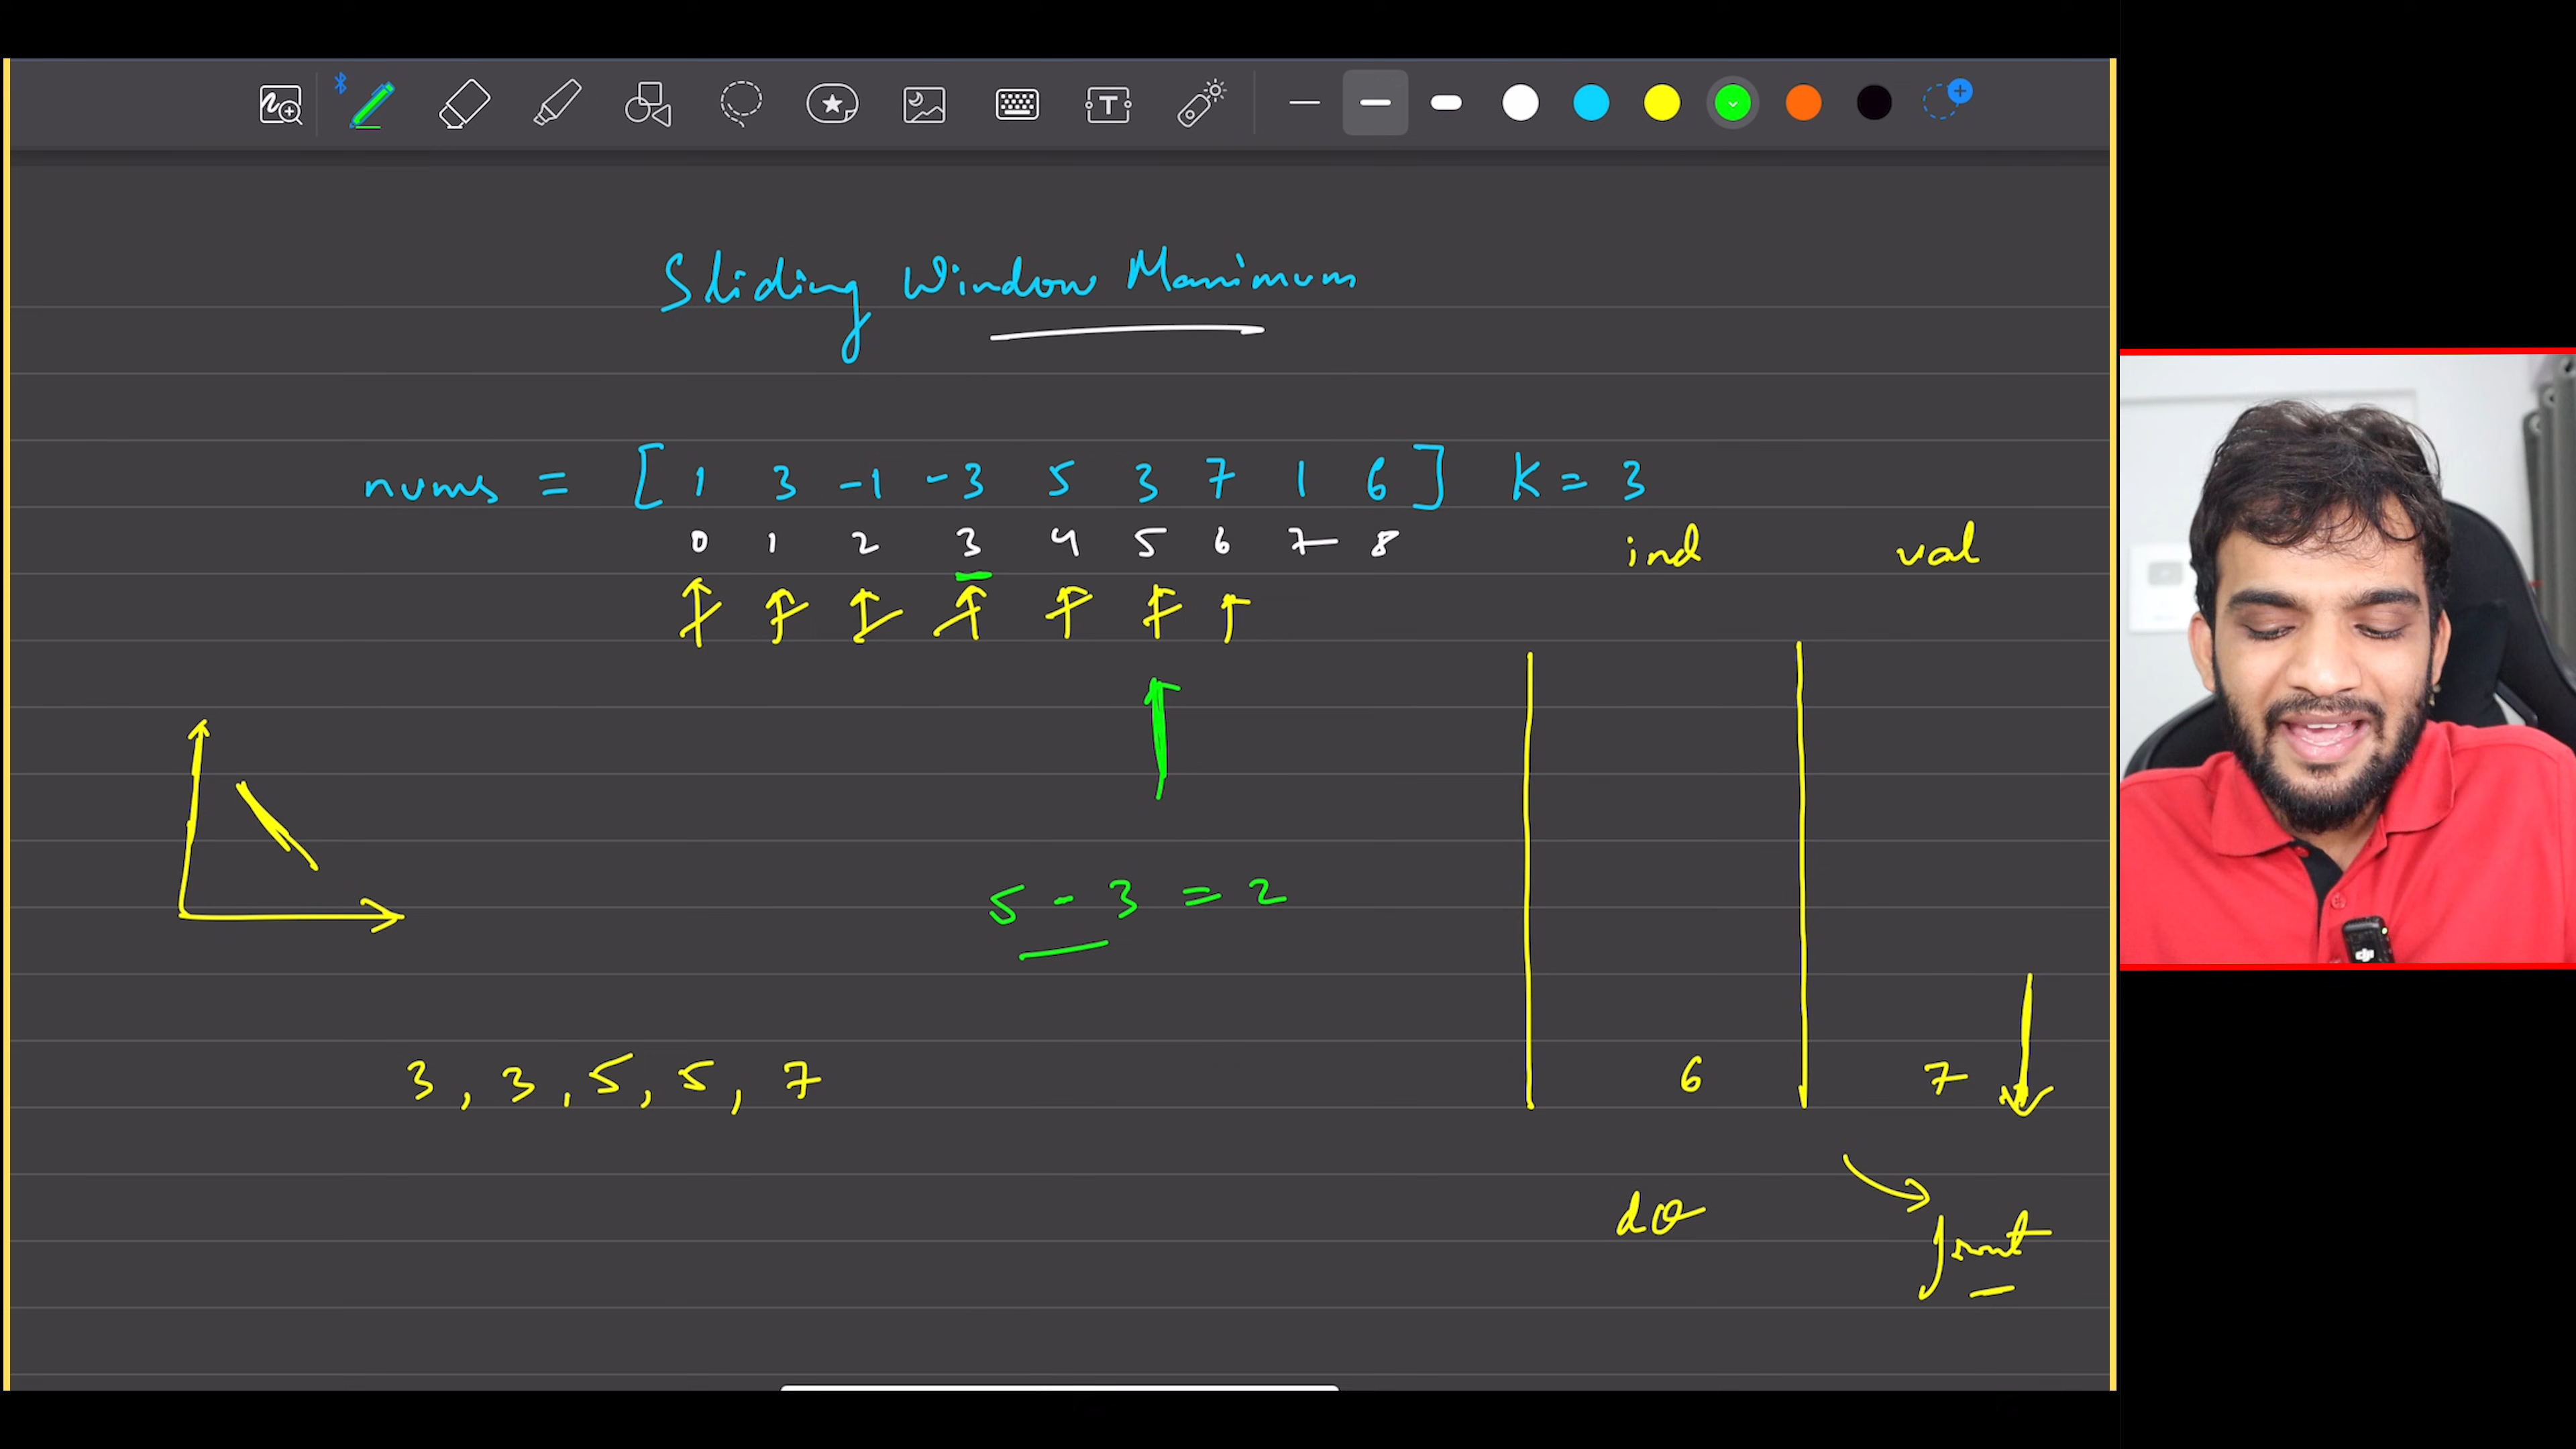 Sliding Window Maximum
nums = [ 1 3 -1 -3 5 3 7 1 6 ] K = 3
0 1 2 3 4 5 6 7 8
ind val
5 - 3 = 2
3 , 3 , 5 , 5 , 7
6 7
dQ
front